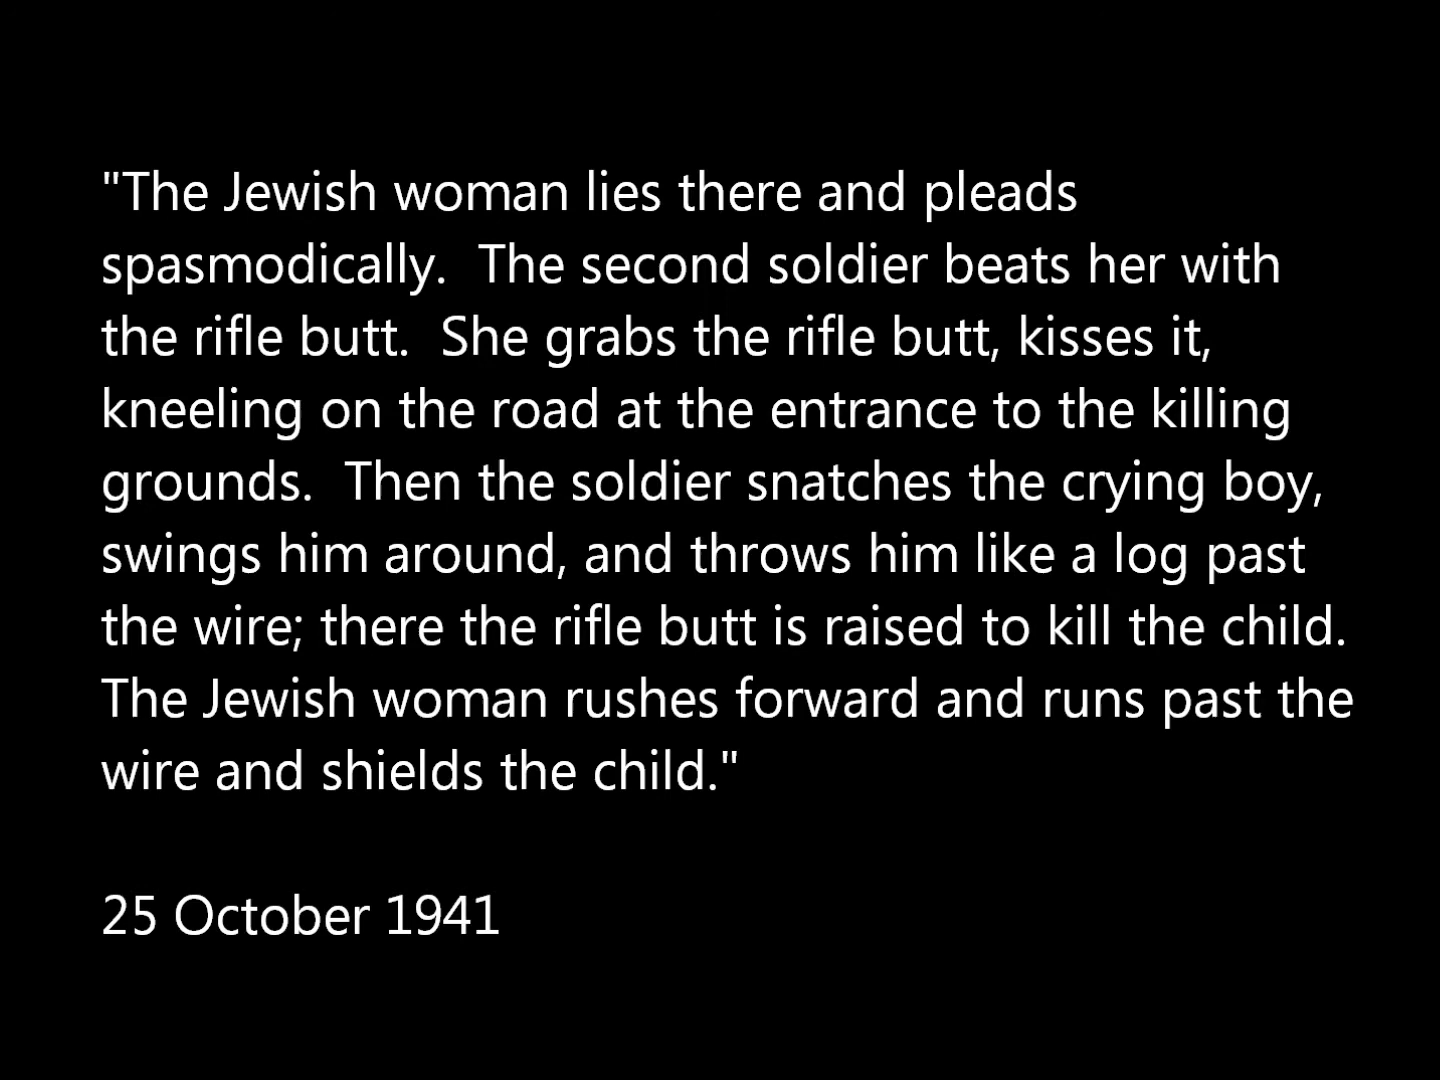 "The Jewish woman lies there and pleads
spasmodically.  The second soldier beats her with
the rifle butt.  She grabs the rifle butt, kisses it,
kneeling on the road at the entrance to the killing
grounds.  Then the soldier snatches the crying boy,
swings him around, and throws him like a log past
the wire; there the rifle butt is raised to kill the child.
The Jewish woman rushes forward and runs past the
wire and shields the child."
25 October 1941